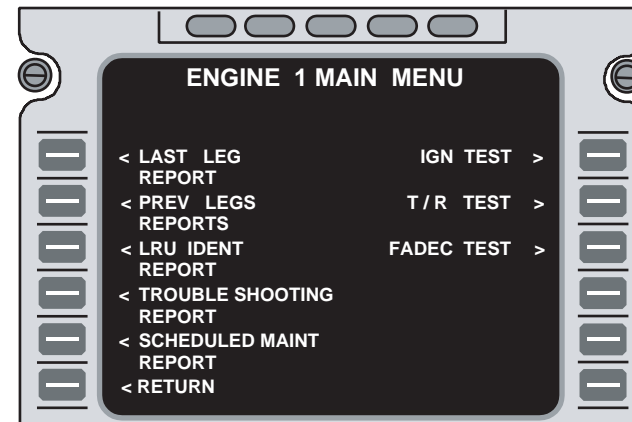 ENGINE 1 MAIN MENU
< LAST LEG REPORT
IGN TEST >
< PREV LEGS REPORTS
T / R TEST >
< LRU IDENT REPORT
FADEC TEST >
< TROUBLE SHOOTING REPORT
< SCHEDULED MAINT REPORT
< RETURN